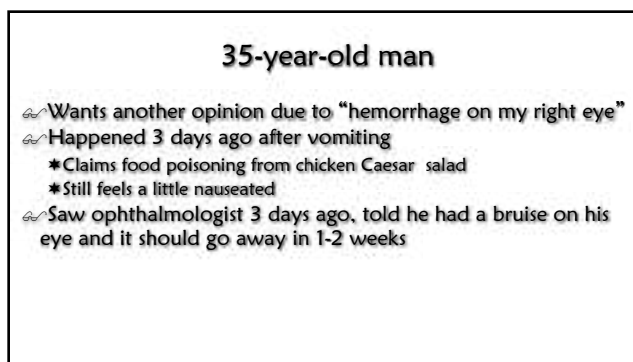 35-year-old man
Wants another opinion due to “hemorrhage on my right eye”
Happened 3 days ago after vomiting
✷Claims food poisoning from chicken Caesar salad
✷Still feels a little nauseated
Saw ophthalmologist 3 days ago, told he had a bruise on his
eye and it should go away in 1-2 weeks